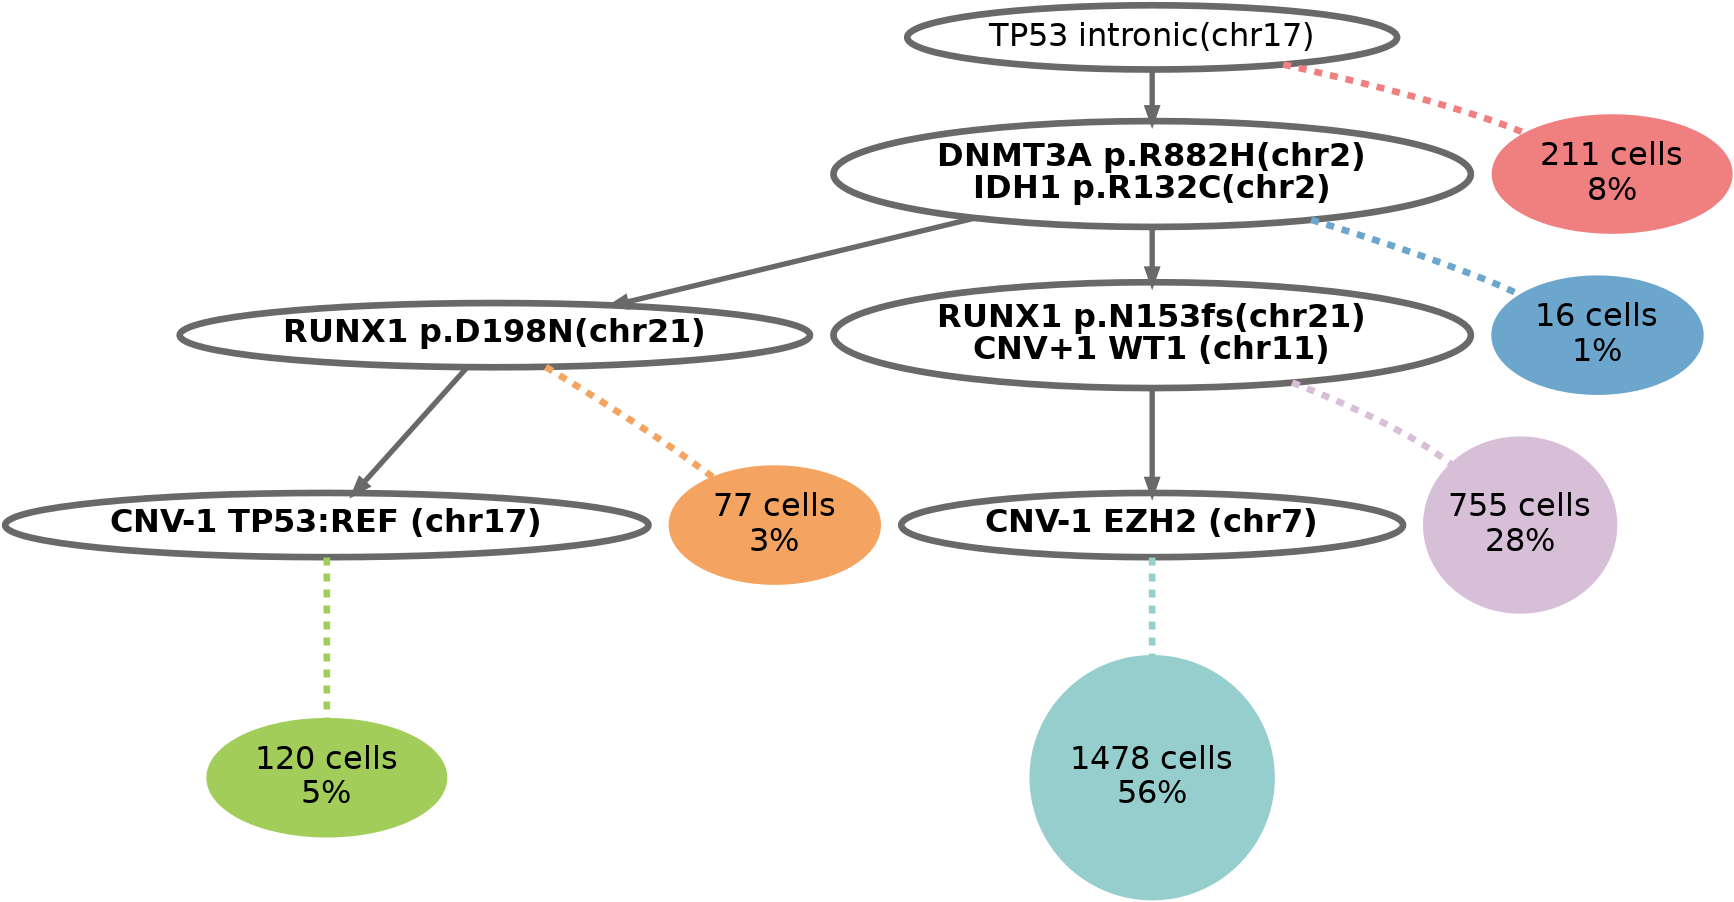 TP53 intronic(chr17)
DNMT3A p.R882H(chr2)
IDH1 p.R132C(chr2)
211 cells
8%
RUNX1 p.D198N(chr21)
RUNX1 p.N153fs(chr21)
CNV+1 WT1 (chr11)
16 cells
1%
CNV-1 TP53:REF (chr17)
77 cells
3%
CNV-1 EZH2 (chr7)
755 cells
28%
120 cells
5%
1478 cells
56%